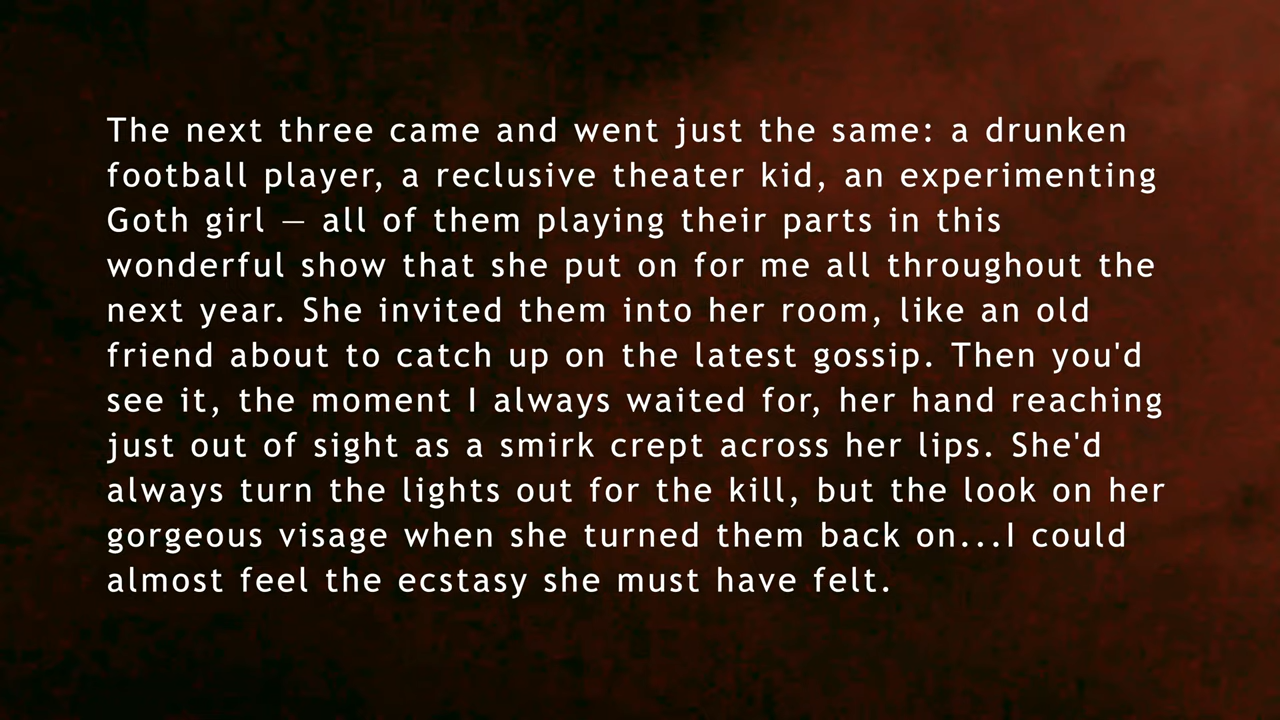 The next three came and went just the same: a drunken
football player, a reclusive theater kid, an experimenting
Goth girl — all of them playing their parts in this
wonderful show that she put on for me all throughout the
next year. She invited them into her room, like an old
friend about to catch up on the latest gossip. Then you'd
see it, the moment I always waited for, her hand reaching
just out of sight as a smirk crept across her lips. She'd
always turn the lights out for the kill, but the look on her
gorgeous visage when she turned them back on...I could
almost feel the ecstasy she must have felt.